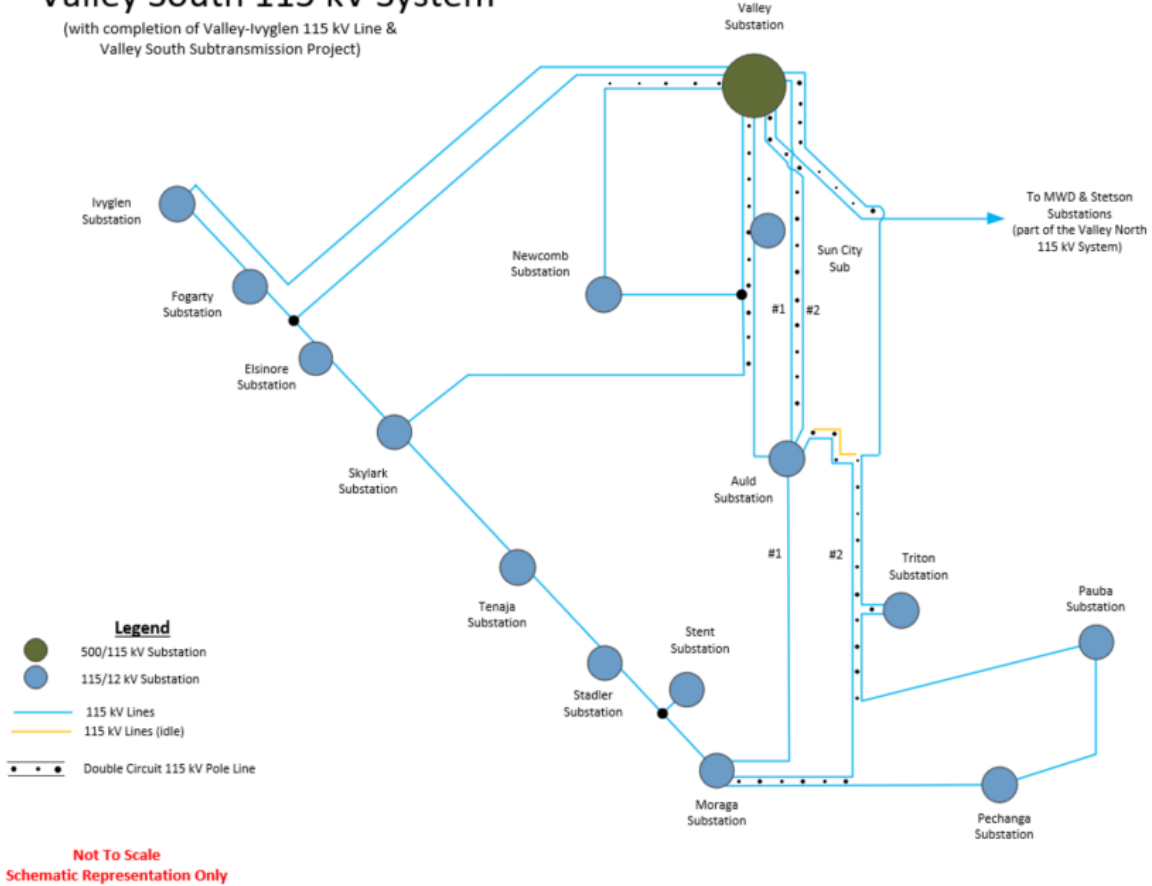 Valley South 115 kV System
(with completion of Valley-Ivyglen 115 kV Line &
Valley South Subtransmission Project)
Valley
Substation
Ivyglen
Substation
To MWD & Stetson
Substations
(part of the Valley North
115 kV System)
Newcomb
Substation
Sun City
Sub
Fogarty
Substation
#1
#2
Elsinore
Substation
Skylark
Substation
Auld
Substation
#1
#2
Triton
Substation
Pauba
Substation
Tenaja
Substation
Stent
Substation
Legend
500/115 kV Substation
115/12 kV Substation
115 kV Lines
115 kV Lines (idle)
Double Circuit 115 kV Pole Line
Stadler
Substation
Moraga
Substation
Pechanga
Substation
Not To Scale
Schematic Representation Only